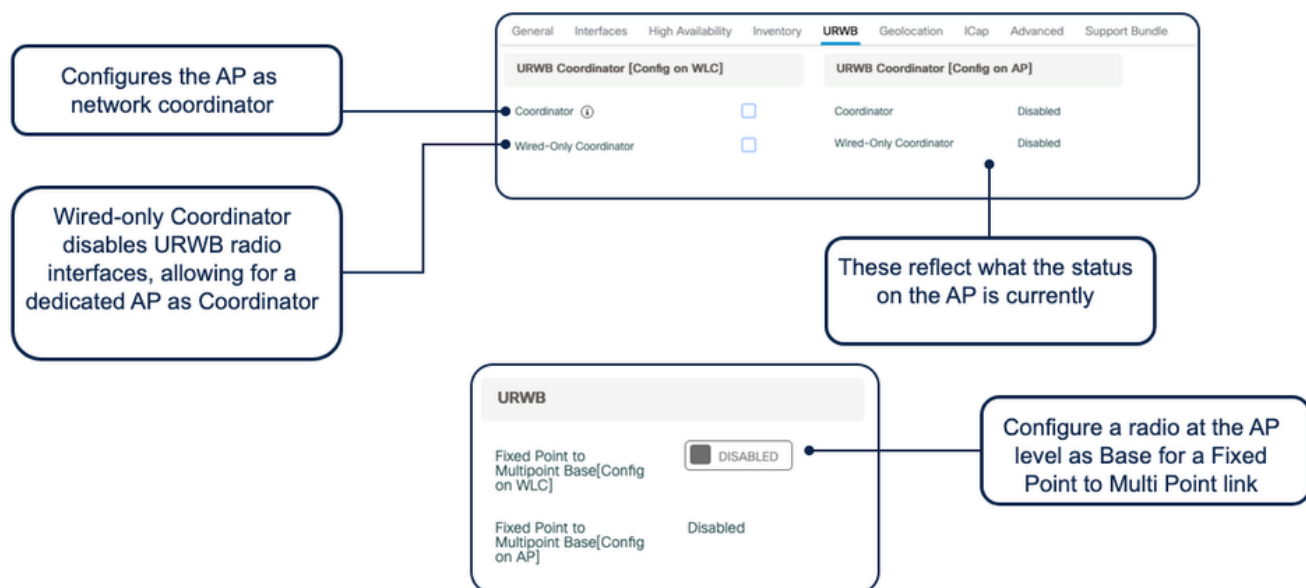 General Interfaces High Availability Inventory URWB Geolocation ICap Advanced Support Bundle
URWB Coordinator [Config on WLC] URWB Coordinator [Config on AP]
Coordinator Coordinator Disabled
Wired-Only Coordinator Wired-Only Coordinator Disabled
Configures the AP as
network coordinator
Wired-only Coordinator
disables URWB radio
interfaces, allowing for a
dedicated AP as Coordinator
These reflect what the status
on the AP is currently
URWB
Fixed Point to
Multipoint Base[Config
on WLC]
DISABLED
Fixed Point to
Multipoint Base[Config
on AP]
Disabled
Configure a radio at the AP
level as Base for a Fixed
Point to Multi Point link